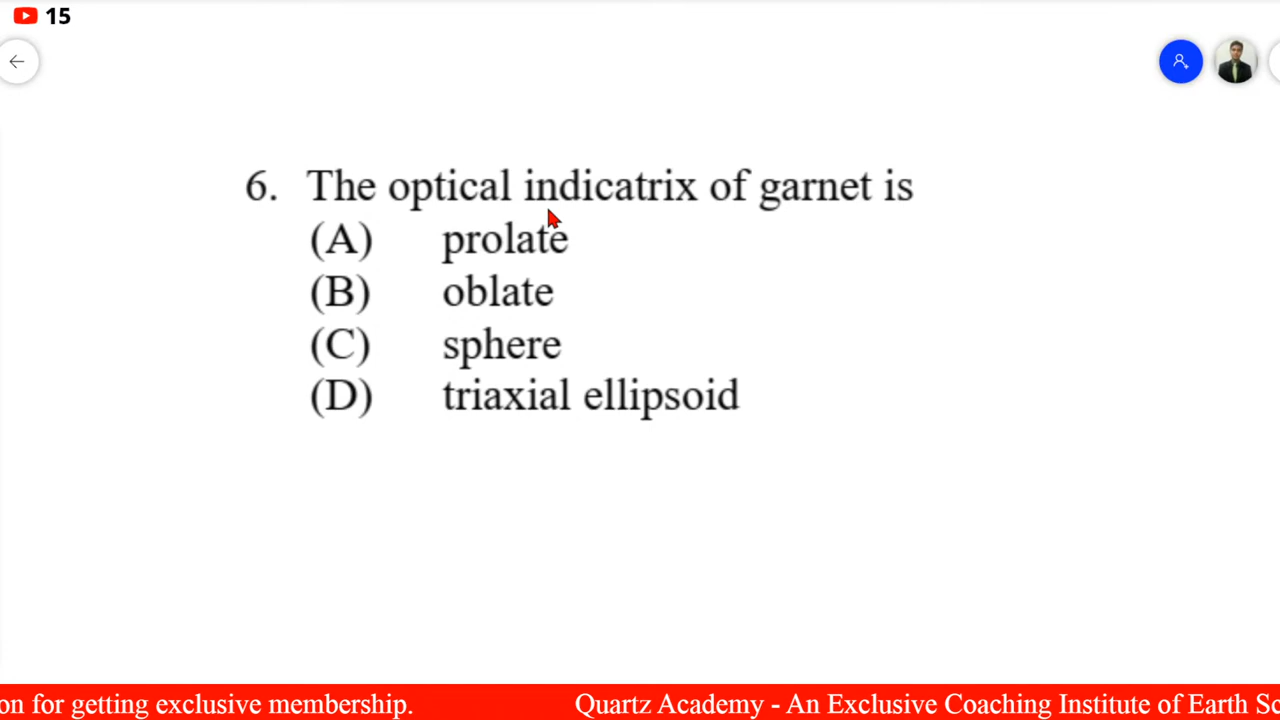 15
6. The optical indicatrix of garnet is
(A) prolate
(B) oblate
(C) sphere
(D) triaxial ellipsoid
on for getting exclusive membership. Quartz Academy - An Exclusive Coaching Institute of Earth Sc